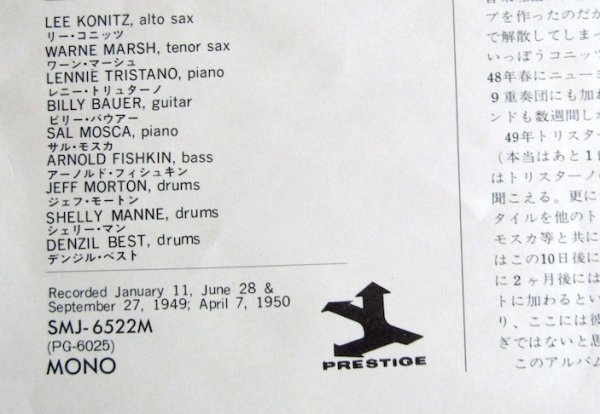 LEE KONITZ, alto sax
リー・コニッツ
WARNE MARSH, tenor sax
ワーン・マーシュ
LENNIE TRISTANO, piano
レニー・トリュターノ
BILLY BAUER, guitar
ビリー・バウアー
SAL MOSCA, piano
サル・モスカ
ARNOLD FISHKIN, bass
アーノルド・フィシュキン
JEFF MORTON, drums
ジェフ・モートン
SHELLY MANNE, drums
シェリー・マン
DENZIL BEST, drums
デンジル・ベスト
Recorded January 11, June 28 &
September 27, 1949; April 7, 1950
SMJ-6522M
(PG-6025)
MONO
PRESTIGE
プを作ったのだか
で解散してしまっ
いっぽうコニッツ
48年春にニューヨ
9重奏団にも加わ
ンドも数週間しか
49年トリスター
(本当はあと1日
はトリスターノの
聞こえる。更に
タイルを他のト
モスカ等と共に
はこの10日後に
に2ヶ月後には
トに加わるとい
り、ここには彼
ぎではないと思
このアルバム